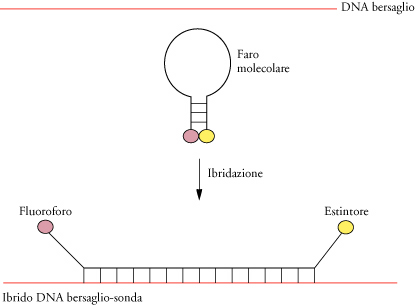 DNA bersaglio
Faro
molecolare
Ibridazione
Fluoroforo
Estintore
Ibrido DNA bersaglio-sonda